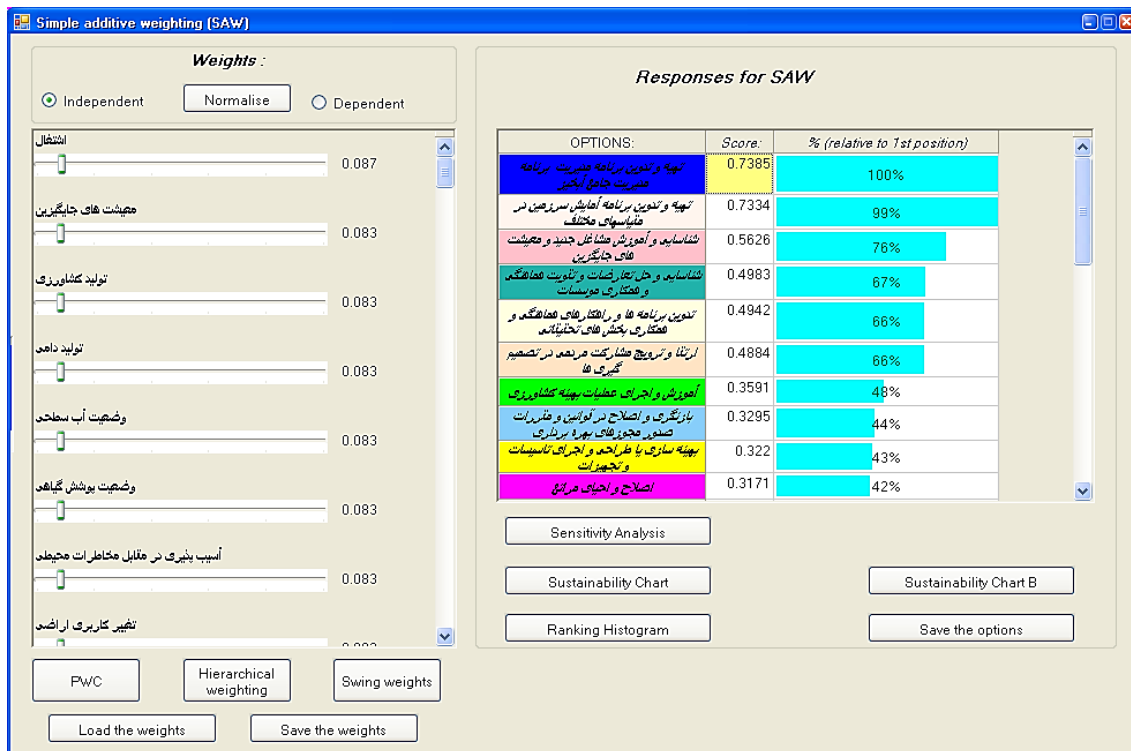 Simple additive weighting (SAW)
Weights :
Independent
Normalise
Dependent
اشتغال
0.087
معیشت های جایگزین
0.083
تولید کشاورزی
0.083
تولید دامی
0.083
وضعیت آب سطحی
0.083
وضعیت پوشش گیاهی
0.083
آسیب پذیری در مقابل مخاطرات محیطی
0.083
تغییر کاربری اراضی
PWC
Hierarchical
weighting
Swing weights
Load the weights
Save the weights
Responses for SAW
OPTIONS:
Score:
% (relative to 1st position)
تهیه و تدوین برنامه مدیریت برنامه
مدیریت جامع آبخیز
0.7385
100%
تهیه و تدوین برنامه آمایش سرزمین در
مقیاسهای مختلف
0.7334
99%
شناسایی و آموزش مشاغل جدید و معیشت
های جایگزین
0.5626
76%
شناسایی و حل تعارضات و تقویت هماهنگی
و همکاری موسسات
0.4983
67%
تدوین برنامه ها و راهکارهای هماهنگی و
همکاری بخش های تحقیقاتی
0.4942
66%
ارتقا و ترویج مشارکت مردمی در تصمیم
گیری ها
0.4884
66%
آموزش و اجرای عملیات بهینه کشاورزی
0.3591
48%
بازنگری و اصلاح در قوانین و مقررات
صدور مجوزهای بهره برداری
0.3295
44%
بهینه سازی یا طراحی و اجرای تاسیسات
و تجهیزات
0.322
43%
اصلاح و احیای مراتع
0.3171
42%
Sensitivity Analysis
Sustainability Chart
Sustainability Chart B
Ranking Histogram
Save the options